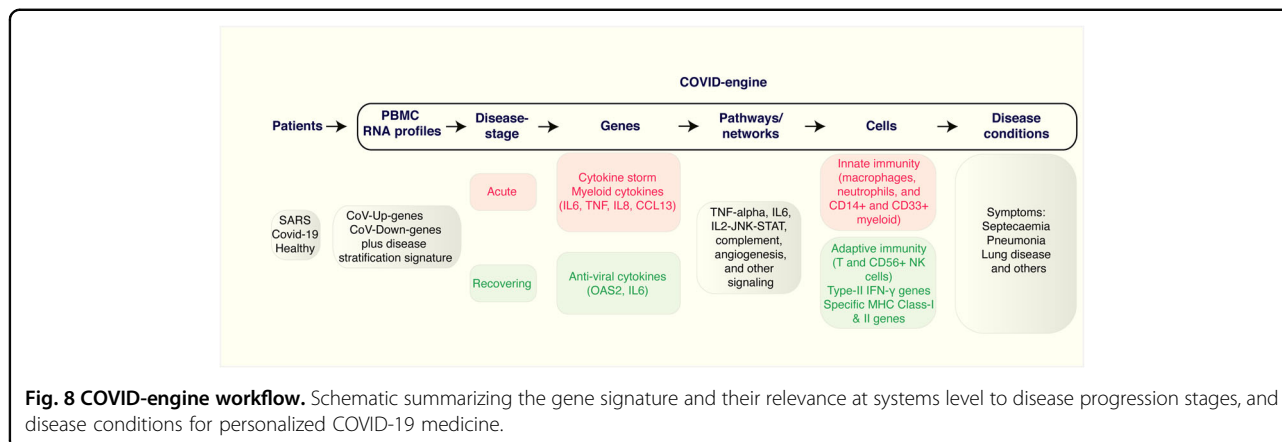 COVID-engine
Patients
PBMC
RNA profiles
Disease-
stage
Genes
Pathways/
networks
Cells
Disease
conditions
SARS
Covid-19
Healthy
CoV-Up-genes
CoV-Down-genes
plus disease
stratification signature
Acute
Recovering
Cytokine storm
Myeloid cytokines
(IL6, TNF, IL8, CCL13)
Anti-viral cytokines
(OAS2, IL6)
TNF-alpha, IL6,
IL2-JNK-STAT,
complement,
angiogenesis,
and other
signaling
Innate immunity
(macrophages,
neutrophils, and
CD14+ and CD33+
myeloid)
Adaptive immunity
(T and CD56+ NK
cells)
Type-II IFN-γ genes
Specific MHC Class-I
& II genes
Symptoms:
Septecaemia
Pneumonia
Lung disease
and others
Fig. 8 COVID-engine workflow. Schematic summarizing the gene signature and their relevance at systems level to disease progression stages, and
disease conditions for personalized COVID-19 medicine.